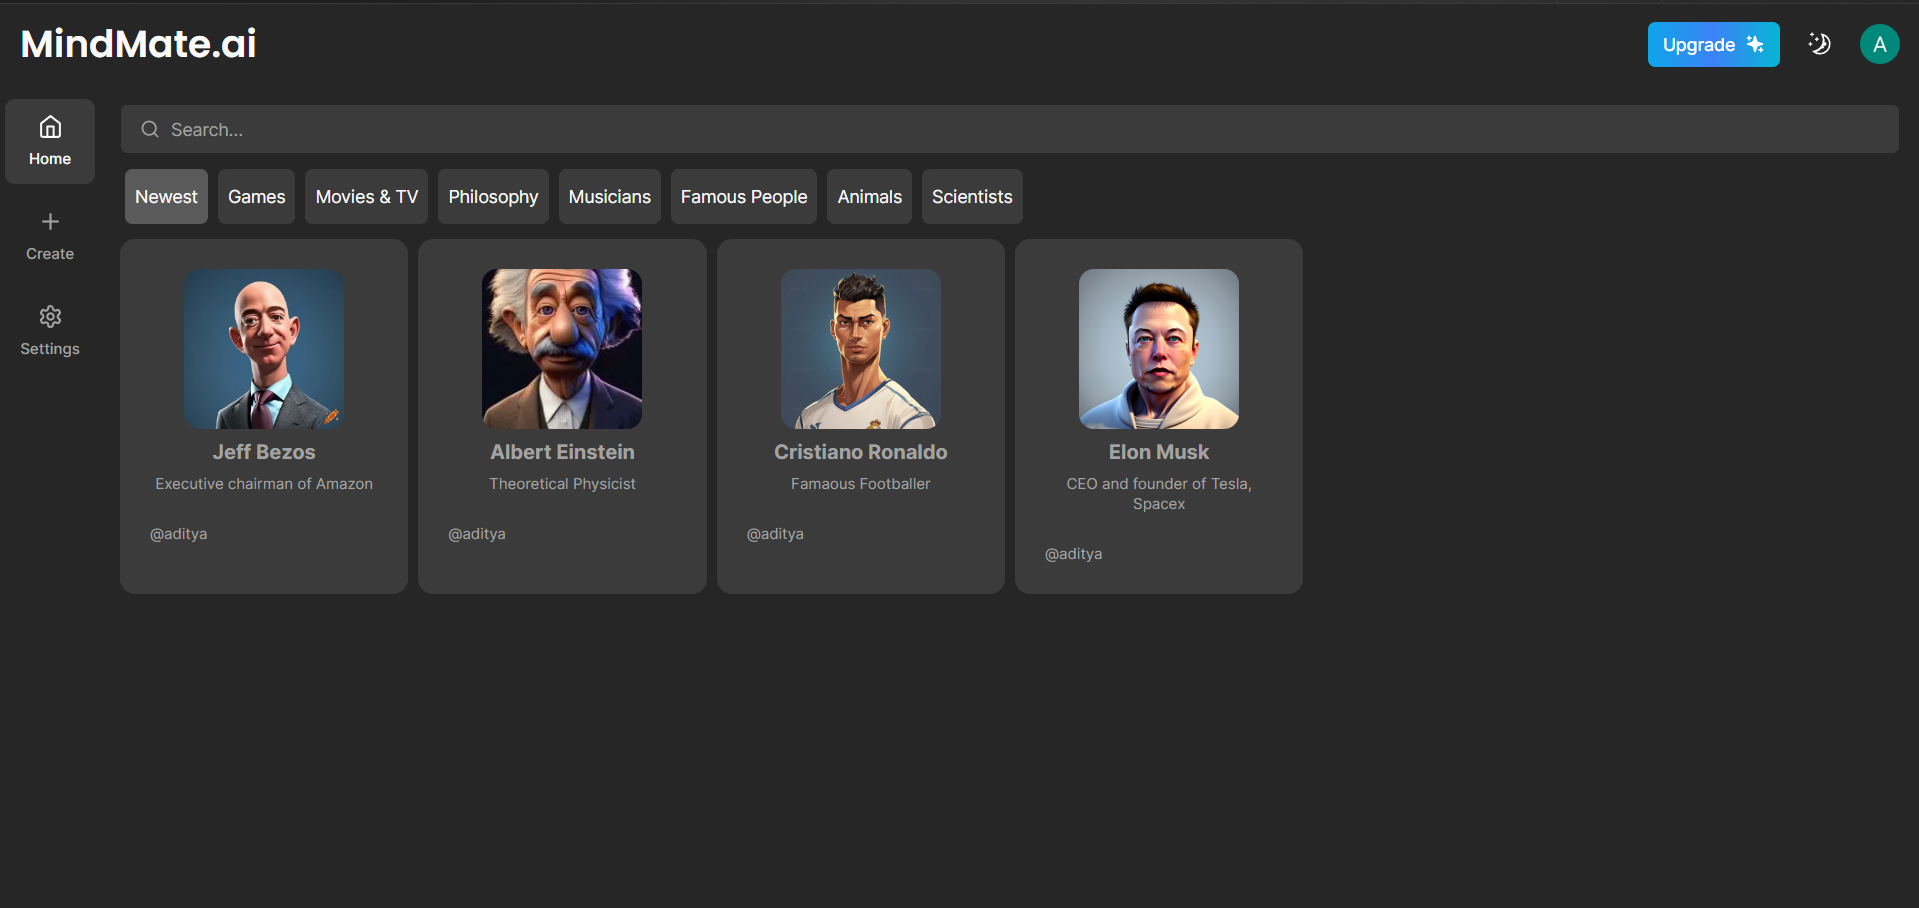 MindMate.ai
Upgrade
A
Home
Create
Settings
Search...
Newest Games Movies & TV Philosophy Musicians Famous People Animals Scientists
Jeff Bezos
Executive chairman of Amazon
@aditya
Albert Einstein
Theoretical Physicist
@aditya
Cristiano Ronaldo
Famaous Footballer
@aditya
Elon Musk
CEO and founder of Tesla,
Spacex
@aditya